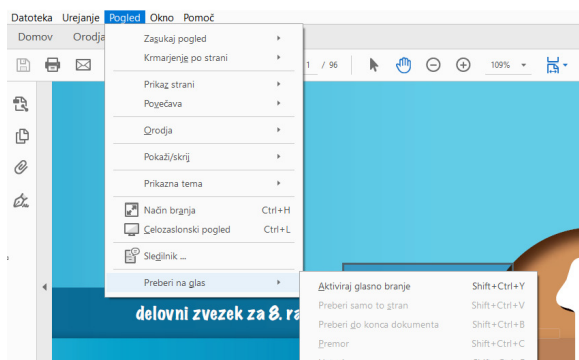 Datoteka Urejanje Pogled Okno Pomoč
Domov Orodja
1 / 96 109%
Zasukaj pogled
Krmarjenje po strani
Prikaz strani
Povečava
Orodja
Pokaži/skrij
Prikazna tema
Način branja Ctrl+H
Celozaslonski pogled Ctrl+L
Sledilnik ...
Preberi na glas
Aktiviraj glasno branje Shift+Ctrl+Y
Preberi samo to stran Shift+Ctrl+V
Preberi do konca dokumenta Shift+Ctrl+B
Premor Shift+Ctrl+C
delovni zvezek za 8. ra